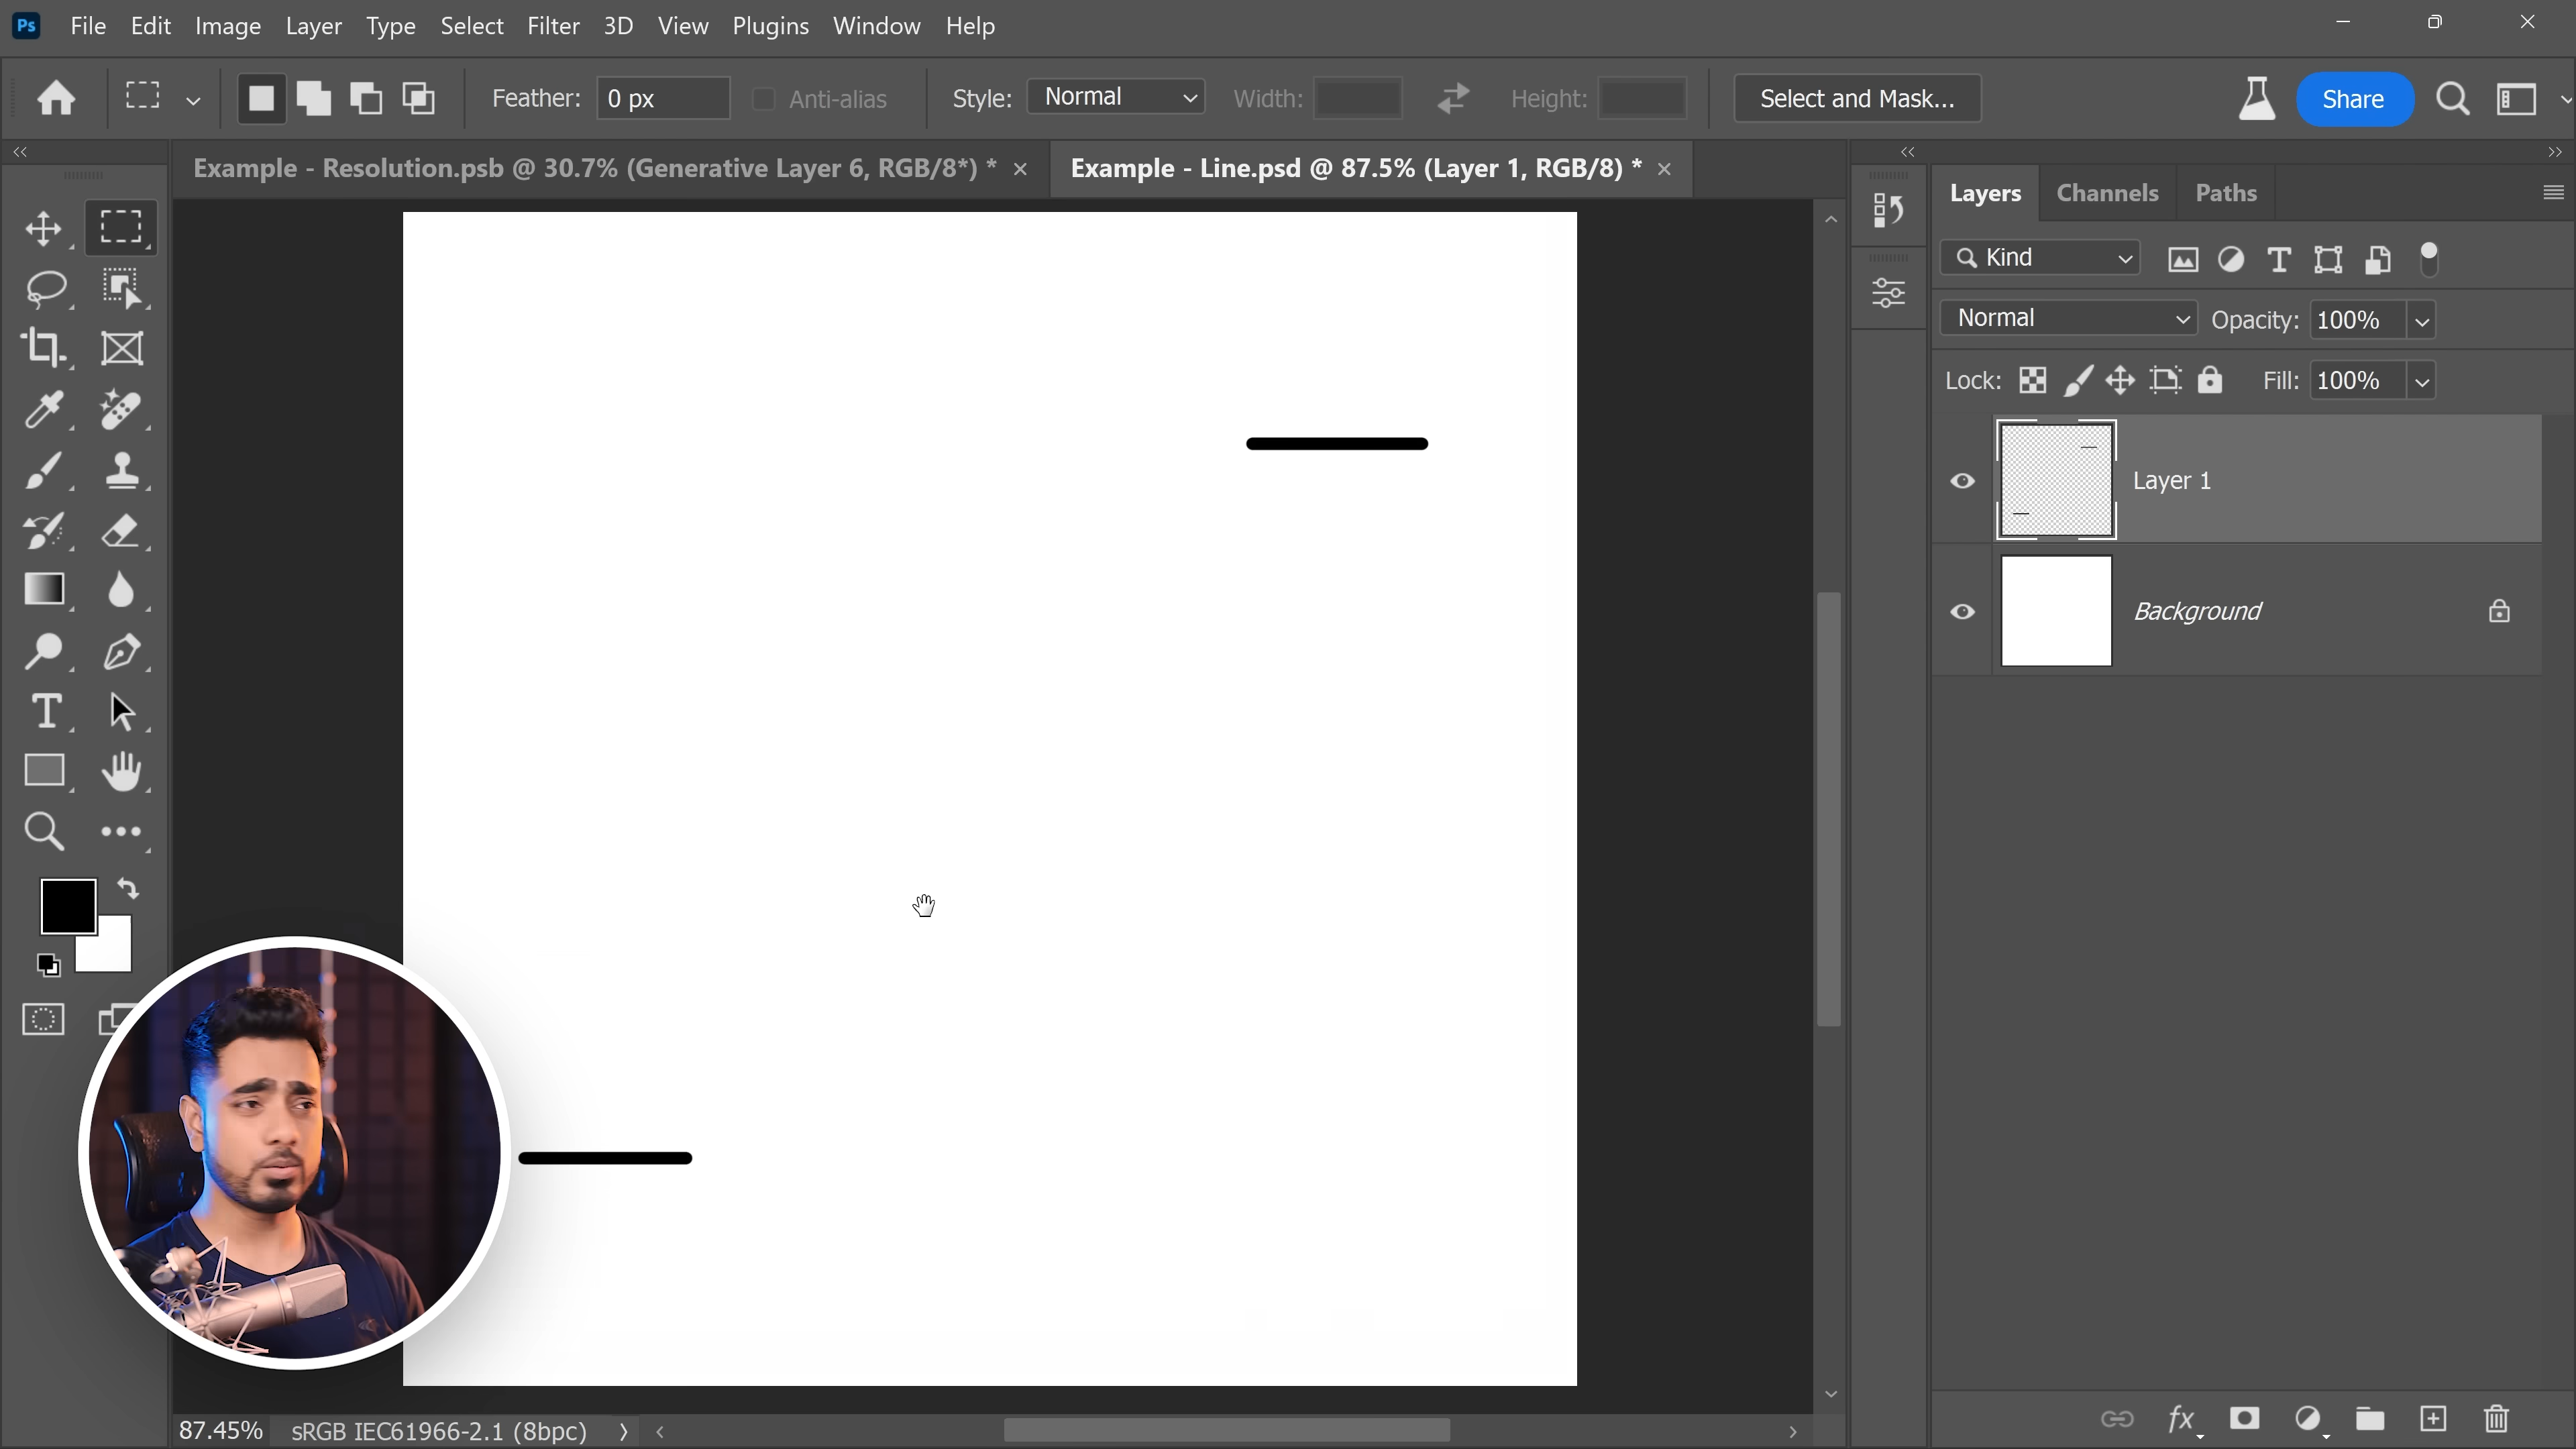 Ps File Edit Image Layer Type Select Filter 3D View Plugins Window Help
Feather: 0 px Anti-alias Style: Normal Width: Height: Select and Mask... Share
Example - Resolution.psb @ 30.7% (Generative Layer 6, RGB/8*) * Example - Line.psd @ 87.5% (Layer 1, RGB/8) *
Layers Channels Paths
Kind
Normal Opacity: 100%
Lock: Fill: 100%
Layer 1
Background
87.45% sRGB IEC61966-2.1 (8bpc)